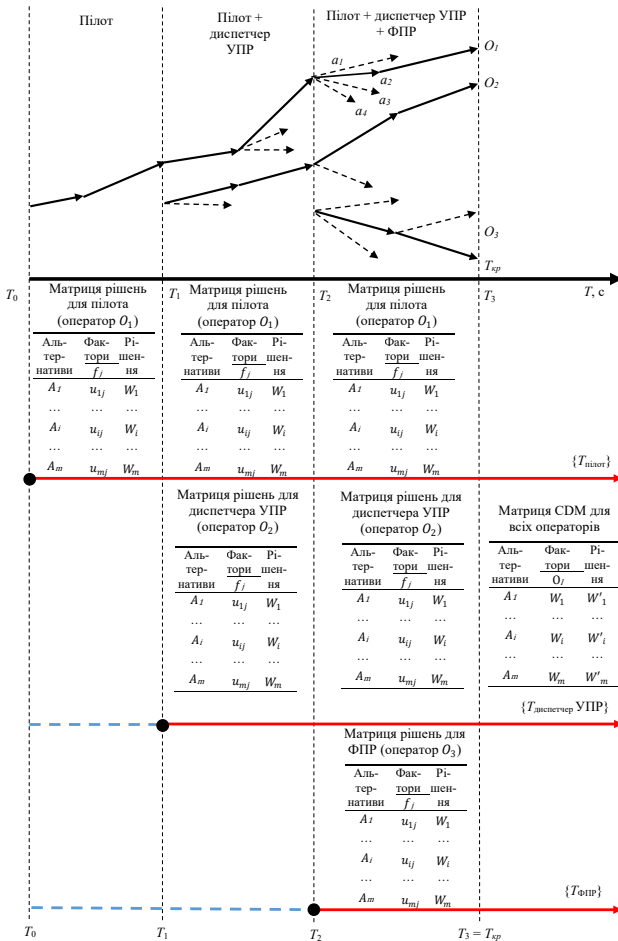 Пілот
Пілот +
диспетчер
УПР
Пілот + диспетчер УПР
+ ФПР
a₁
a₂
a₃
a₄
O₁
O₂
O₃
Tкр
T₀
T₁
T₂
T₃
T, с
Матриця рішень
для пілота
(оператор O₁)
Аль-
тер-
нативи
Фак-
тори
fⱼ
Рі-
шен-
ня
A₁ u₁ⱼ W₁
… … …
Aᵢ uᵢⱼ Wᵢ
… … …
Aₘ uₘⱼ Wₘ
Матриця рішень
для пілота
(оператор O₁)
Аль-
тер-
нативи
Фак-
тори
fⱼ
Рі-
шен-
ня
A₁ u₁ⱼ W₁
… … …
Aᵢ uᵢⱼ Wᵢ
… … …
Aₘ uₘⱼ Wₘ
Матриця рішень
для пілота
(оператор O₁)
Аль-
тер-
нативи
Фак-
тори
fⱼ
Рі-
шен-
ня
A₁ u₁ⱼ W₁
… … …
Aᵢ uᵢⱼ Wᵢ
… … …
Aₘ uₘⱼ Wₘ
{Tпілот}
Матриця рішень для
диспетчера УПР
(оператор O₂)
Аль-
тер-
нативи
Фак-
тори
fⱼ
Рі-
шен-
ня
A₁ u₁ⱼ W₁
… … …
Aᵢ uᵢⱼ Wᵢ
… … …
Aₘ uₘⱼ Wₘ
Матриця рішень для
диспетчера УПР
(оператор O₂)
Аль-
тер-
нативи
Фак-
тори
fⱼ
Рі-
шен-
ня
A₁ u₁ⱼ W₁
… … …
Aᵢ uᵢⱼ Wᵢ
… … …
Aₘ uₘⱼ Wₘ
Матриця CDM для
всіх операторів
Аль-
тер-
нативи
Фак-
тори
Oⱼ
Рі-
шен-
ня
A₁ W₁ W'₁
… … …
Aᵢ Wᵢ W'ᵢ
… … …
Aₘ Wₘ W'ₘ
{Tдиспетчер УПР}
Матриця рішень для
ФПР (оператор O₃)
Аль-
тер-
нативи
Фак-
тори
fⱼ
Рі-
шен-
ня
A₁ u₁ⱼ W₁
… … …
Aᵢ uᵢⱼ Wᵢ
… … …
Aₘ uₘⱼ Wₘ
{TФПР}
T₀
T₁
T₂
T₃ = Tкр